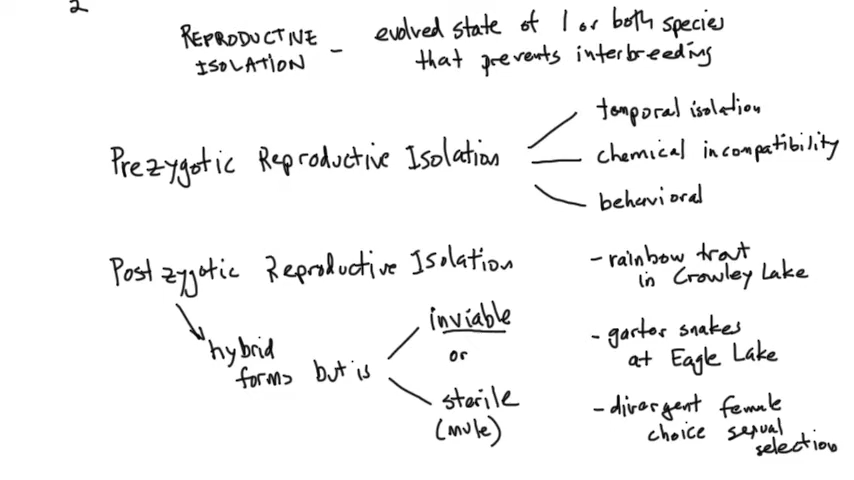 2
REPRODUCTIVE ISOLATION - evolved state of 1 or both species
that prevents interbreeding
Prezygotic Reproductive Isolation
temporal isolation
chemical incompatibility
behavioral
Postzygotic Reproductive Isolation
hybrid
forms but is
inviable
or
sterile
(mule)
- rainbow trout
in Crowley Lake
- gartor snakes
at Eagle Lake
- divergent female
choice sexual
selection